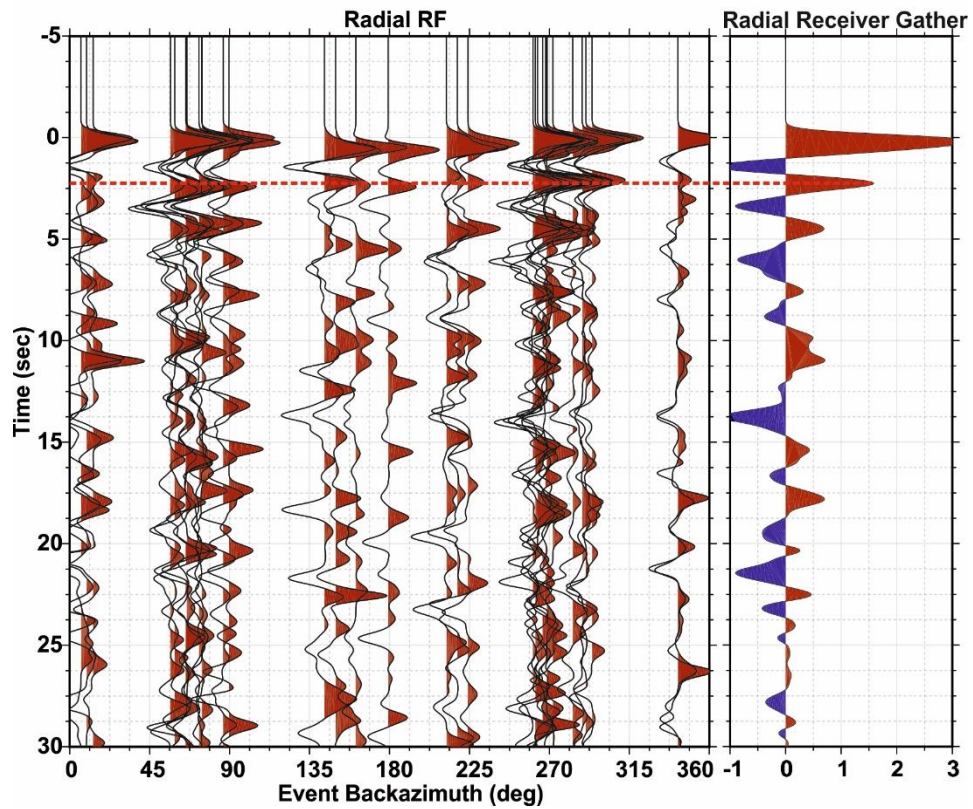 Radial RF
Radial Receiver Gather
-5
0
5
10
15
20
25
30
Time (sec)
0 45 90 135 180 225 270 315 360
Event Backazimuth (deg)
-1 0 1 2 3